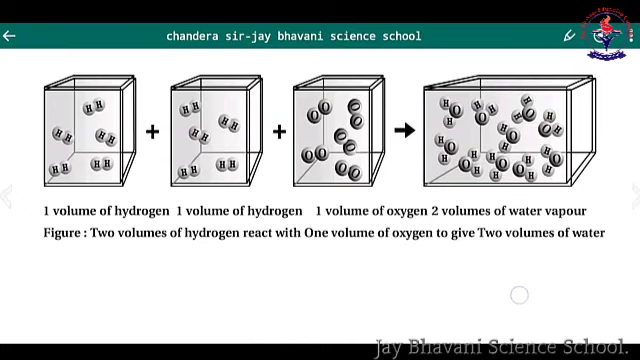 chandera sir-jay bhavani science school
1 volume of hydrogen 1 volume of hydrogen 1 volume of oxygen 2 volumes of water vapour
Figure : Two volumes of hydrogen react with One volume of oxygen to give Two volumes of water
Jay Bhavani Science School.